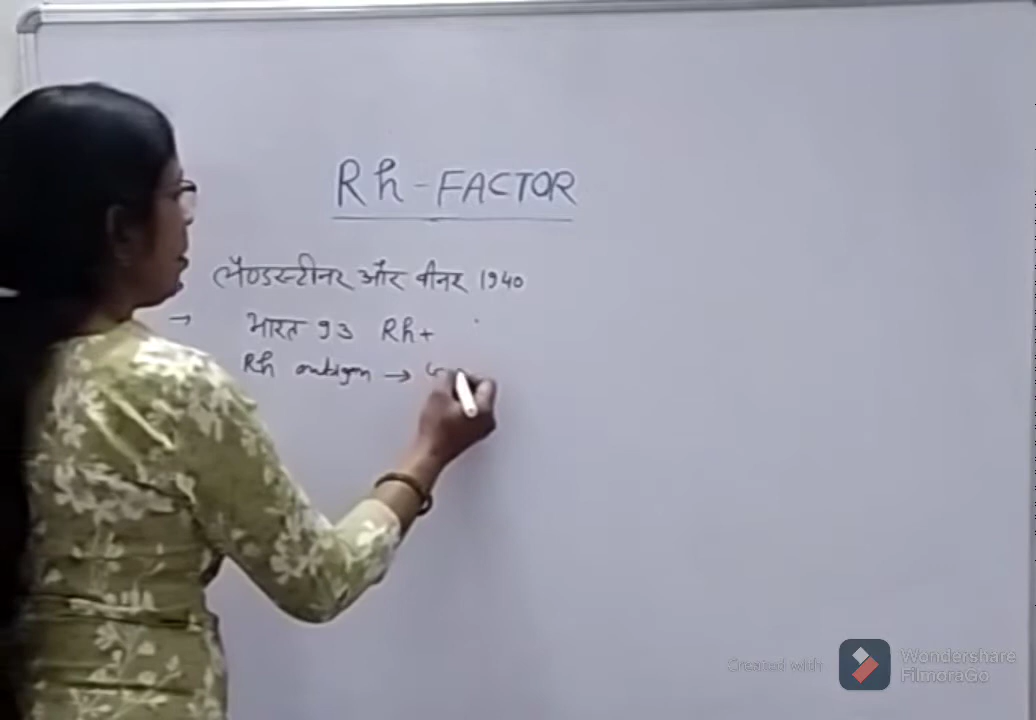 Rh - FACTOR
लैण्डस्टीनर और वीनर 1940
→ भारत 93 Rh+
Rh antigen →
Created with Wondershare FilmoraGo